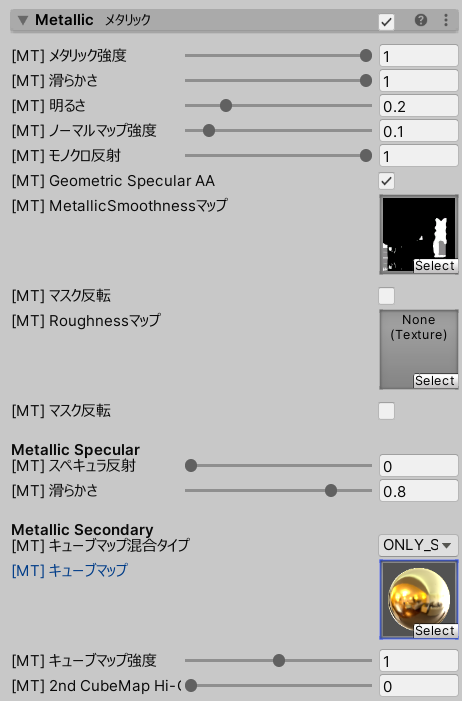 Metallic メタリック
[MT] メタリック強度 1
[MT] 滑らかさ 1
[MT] 明るさ 0.2
[MT] ノーマルマップ強度 0.1
[MT] モノクロ反射 1
[MT] Geometric Specular AA
[MT] MetallicSmoothnessマップ
Select
[MT] マスク反転
[MT] Roughnessマップ
None
(Texture)
Select
[MT] マスク反転
Metallic Specular
[MT] スペキュラ反射 0
[MT] 滑らかさ 0.8
Metallic Secondary
[MT] キューブマップ混合タイプ ONLY_S
[MT] キューブマップ
Select
[MT] キューブマップ強度 1
[MT] 2nd CubeMap Hi-C 0